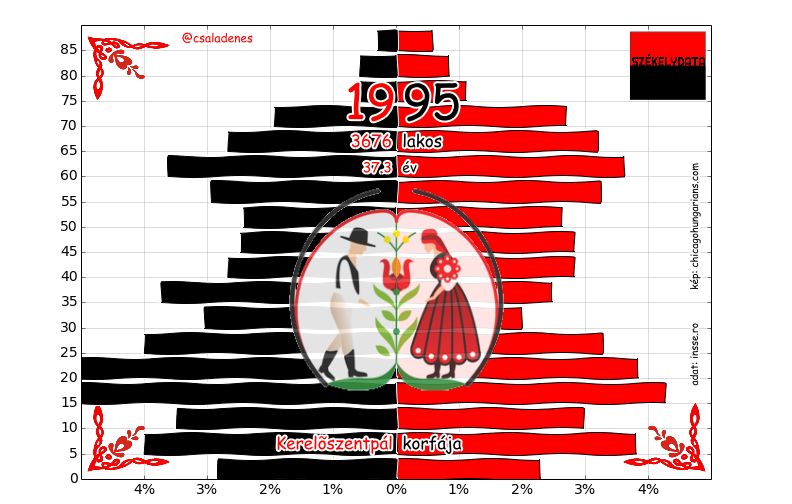 @csaladenes
SZÉKELYDATA
1995
3676 lakos
37.3 év
kép: chicagohungarians.com
adat: insse.ro
Kerelőszentpál korfája
85
80
75
70
65
60
55
50
45
40
35
30
25
20
15
10
5
0
4% 3% 2% 1% 0% 1% 2% 3% 4%